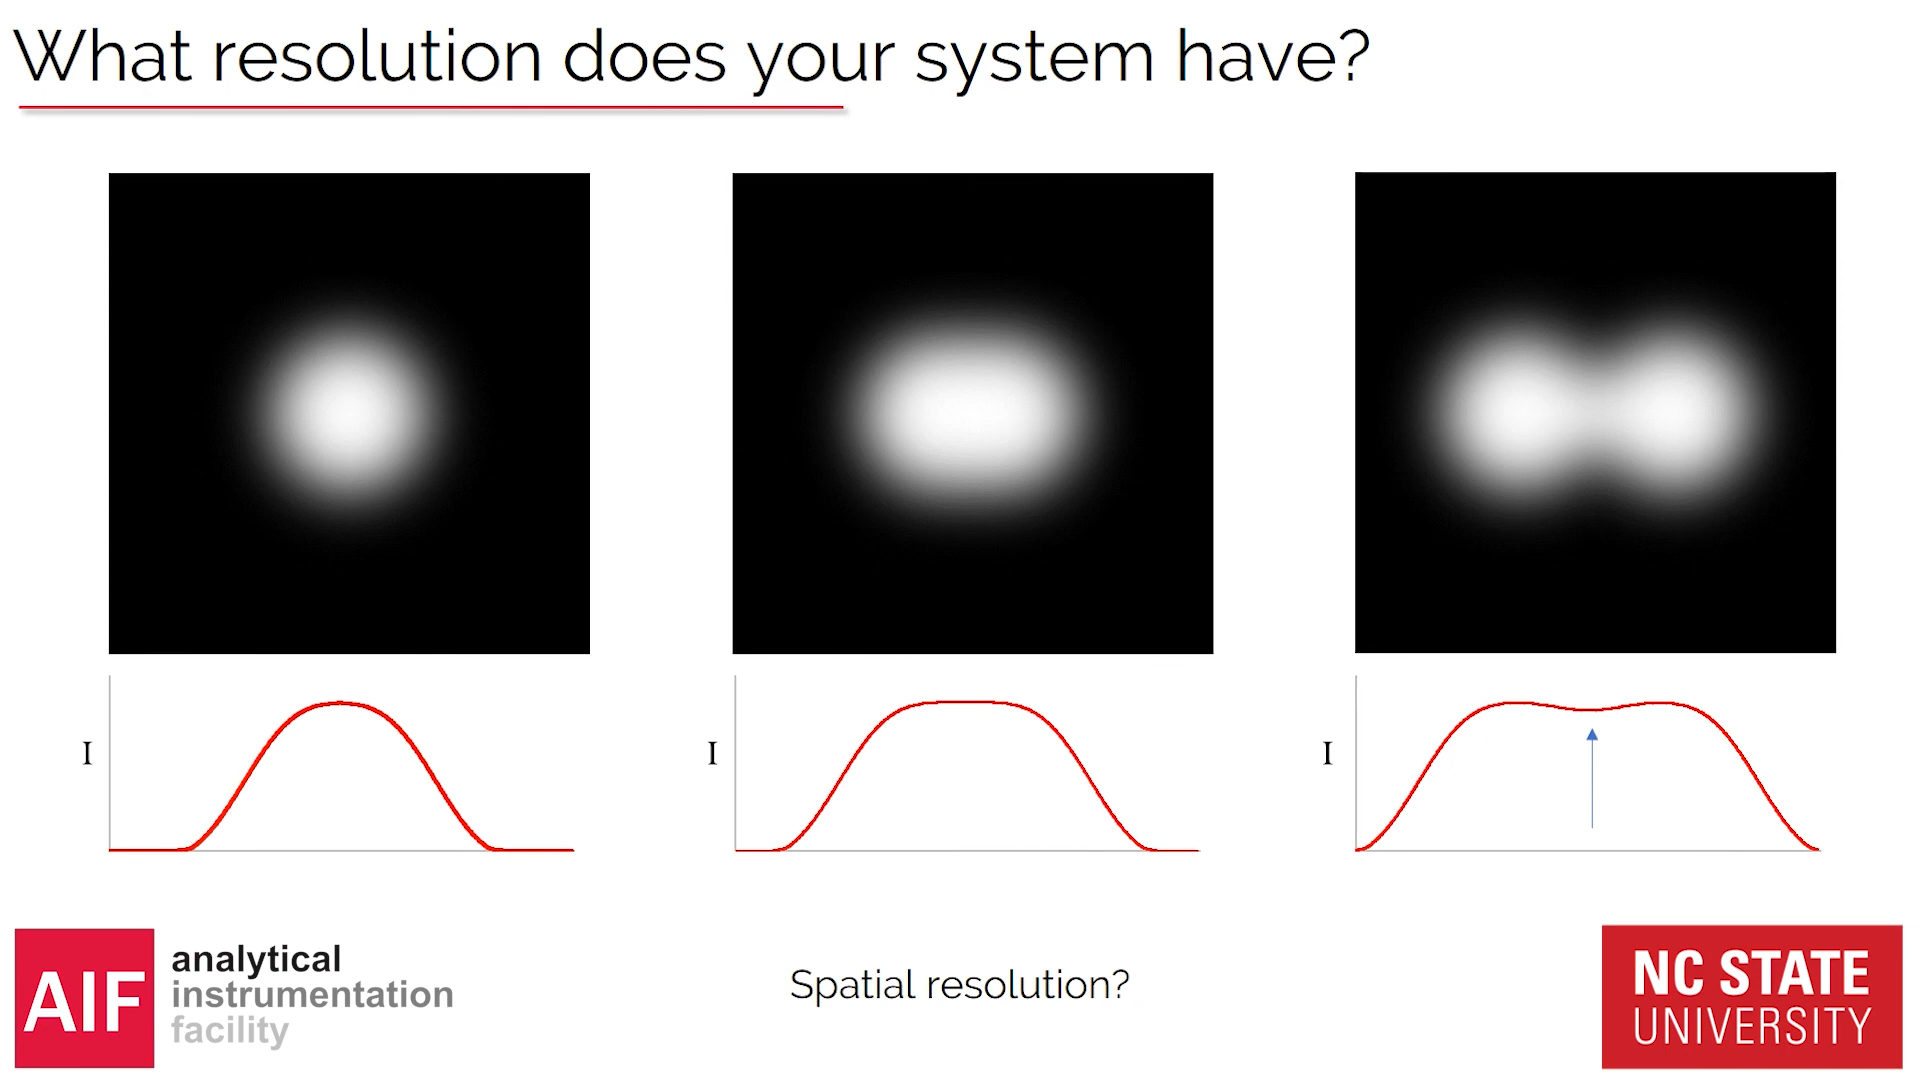 What resolution does your system have?
I
I
I
AIF
analytical
instrumentation
facility
Spatial resolution?
NC STATE
UNIVERSITY